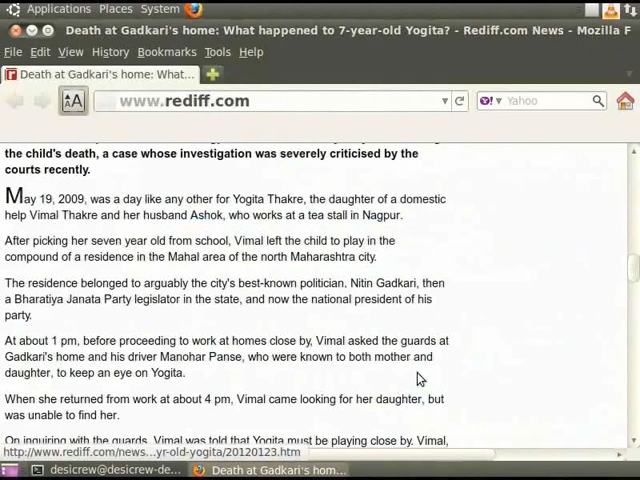 Applications Places System
Death at Gadkari's home: What happened to 7-year-old Yogita? - Rediff.com News - Mozilla F
File Edit View History Bookmarks Tools Help
Death at Gadkari's home: What...
AA www.rediff.com Yahoo
the child's death, a case whose investigation was severely criticised by the
courts recently.
May 19, 2009, was a day like any other for Yogita Thakre, the daughter of a domestic
help Vimal Thakre and her husband Ashok, who works at a tea stall in Nagpur.
After picking her seven year old from school, Vimal left the child to play in the
compound of a residence in the Mahal area of the north Maharashtra city.
The residence belonged to arguably the city's best-known politician, Nitin Gadkari, then
a Bharatiya Janata Party legislator in the state, and now the national president of his
party.
At about 1 pm, before proceeding to work at homes close by, Vimal asked the guards at
Gadkari's home and his driver Manohar Panse, who were known to both mother and
daughter, to keep an eye on Yogita.
When she returned from work at about 4 pm, Vimal came looking for her daughter, but
was unable to find her.
On inquiring with the guards, Vimal was told that Yogita must be playing close by. Vimal,
http://www.rediff.com/news...yr-old-yogita/20120123.htm
desicrew@desicrew-de... Death at Gadkari's hom...